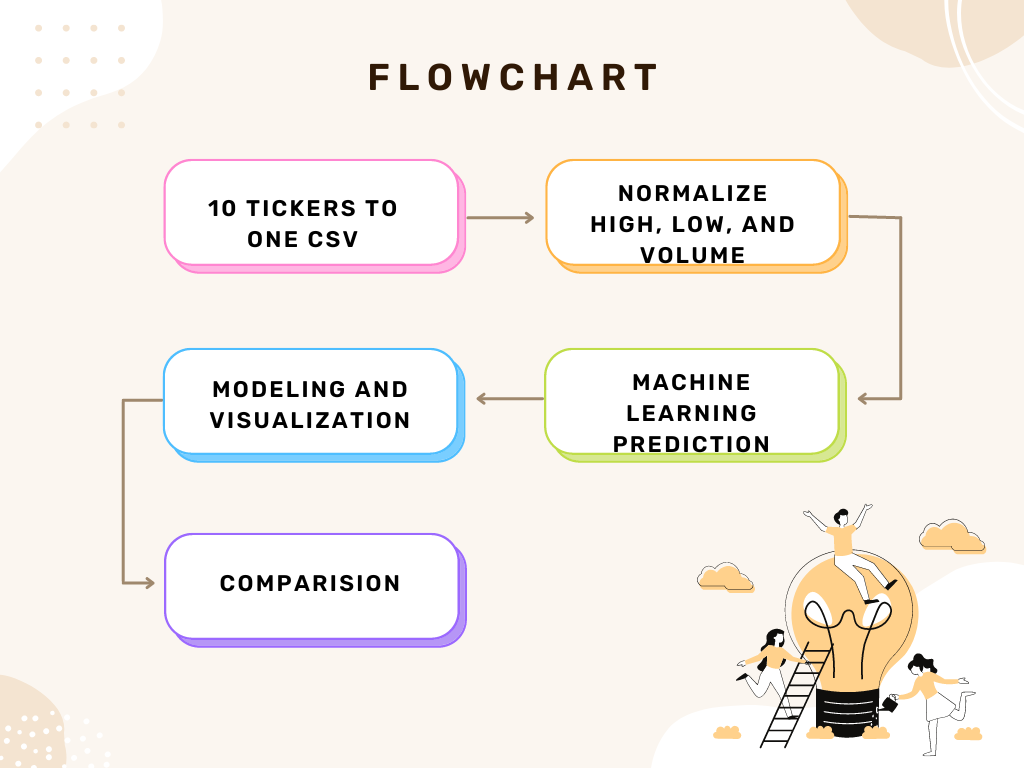 FLOWCHART
10 TICKERS TO
ONE CSV
NORMALIZE
HIGH, LOW, AND
VOLUME
MACHINE
LEARNING
PREDICTION
MODELING AND
VISUALIZATION
COMPARISION